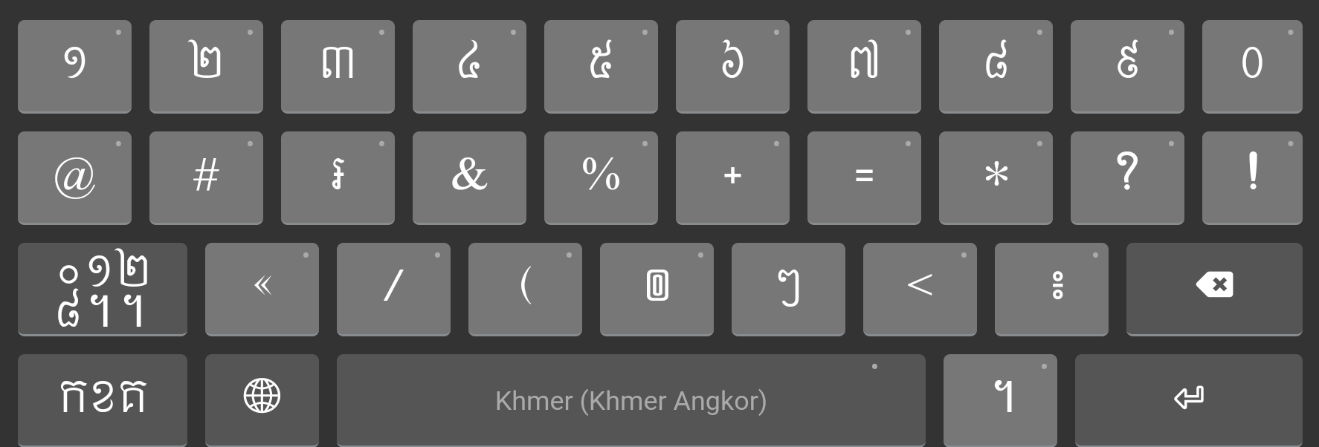 ១ ២ ៣ ៤ ៥ ៦ ៧ ៨ ៩ ០
@ # ៛ & % + = * ? !
០១២ « / ( ៗ < ៖
៨។។
កខគ Khmer (Khmer Angkor) ។